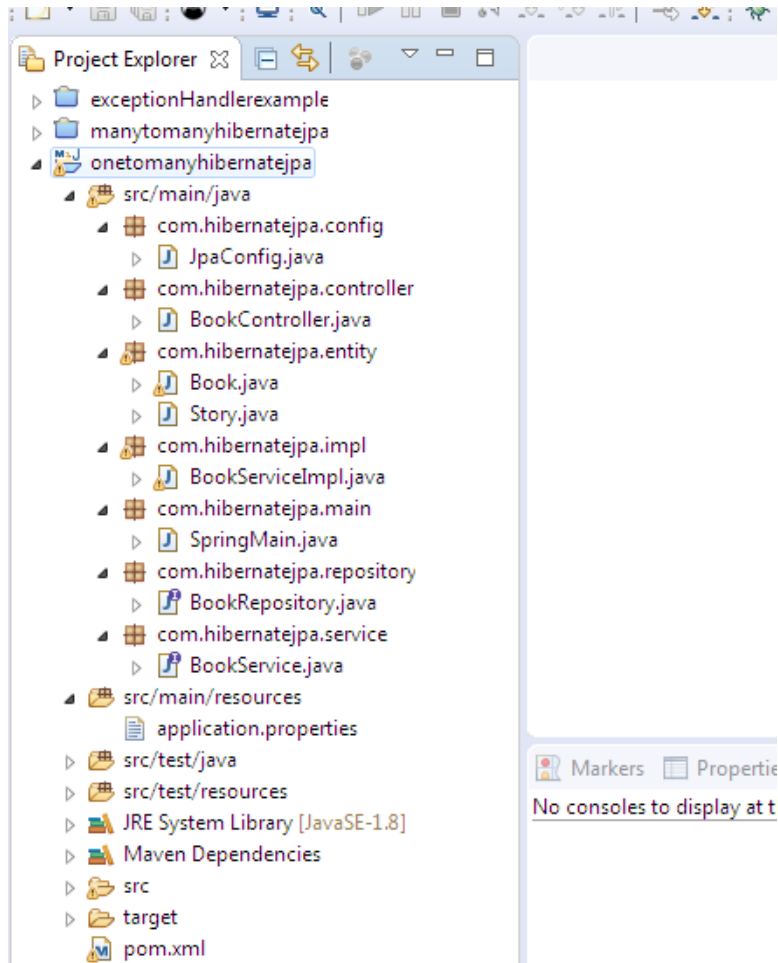 Project Explorer
exceptionHandlerexample
manytomanyhibernatejpa
onetomanyhibernatejpa
src/main/java
com.hibernatejpa.config
JpaConfig.java
com.hibernatejpa.controller
BookController.java
com.hibernatejpa.entity
Book.java
Story.java
com.hibernatejpa.impl
BookServiceImpl.java
com.hibernatejpa.main
SpringMain.java
com.hibernatejpa.repository
BookRepository.java
com.hibernatejpa.service
BookService.java
src/main/resources
application.properties
src/test/java
src/test/resources
JRE System Library [JavaSE-1.8]
Maven Dependencies
src
target
pom.xml
Markers Propertie
No consoles to display at t